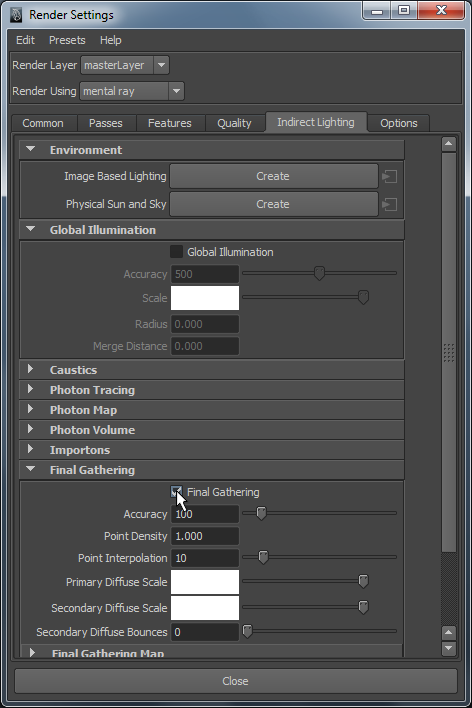 Render Settings
Edit Presets Help
Render Layer masterLayer
Render Using mental ray
Common Passes Features Quality Indirect Lighting Options
Environment
Image Based Lighting Create
Physical Sun and Sky Create
Global Illumination
Global Illumination
Accuracy 500
Scale
Radius 0.000
Merge Distance 0.000
Caustics
Photon Tracing
Photon Map
Photon Volume
Importons
Final Gathering
Final Gathering
Accuracy 100
Point Density 1.000
Point Interpolation 10
Primary Diffuse Scale
Secondary Diffuse Scale
Secondary Diffuse Bounces 0
Final Gathering Map
Close